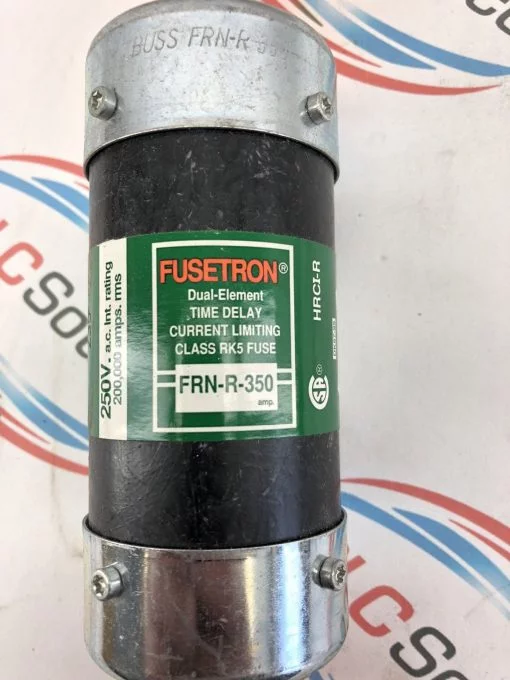 BUSS FRN-R
FUSETRON®
Dual-Element
TIME DELAY
CURRENT LIMITING
CLASS RK5 FUSE
FRN-R-350
amp.
250V. a.c. Int. rating
200,000 amps. rms
HRCI-R
SA ®